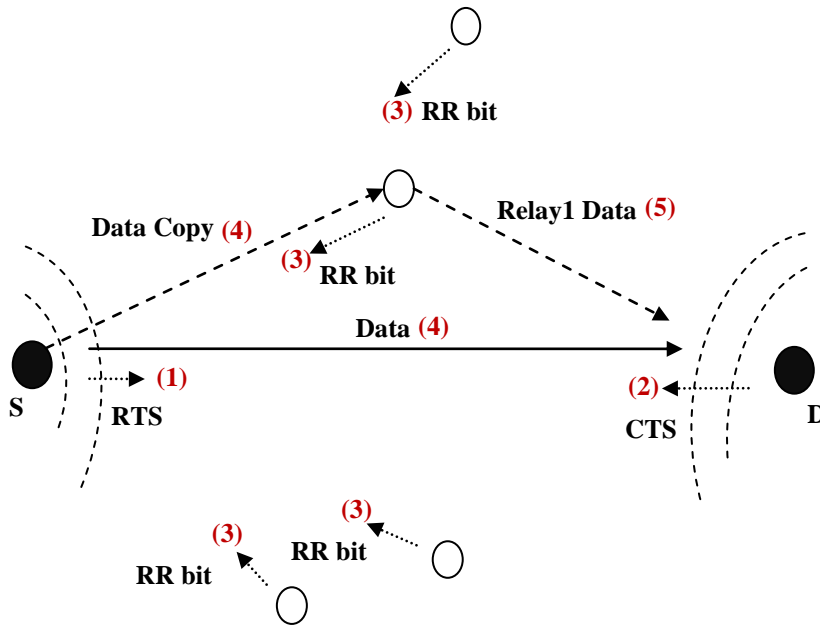 (3) RR bit
Data Copy (4)
Relay1 Data (5)
(3) RR bit
Data (4)
(1)
(2)
S
RTS
CTS
D
(3)
(3)
RR bit
RR bit